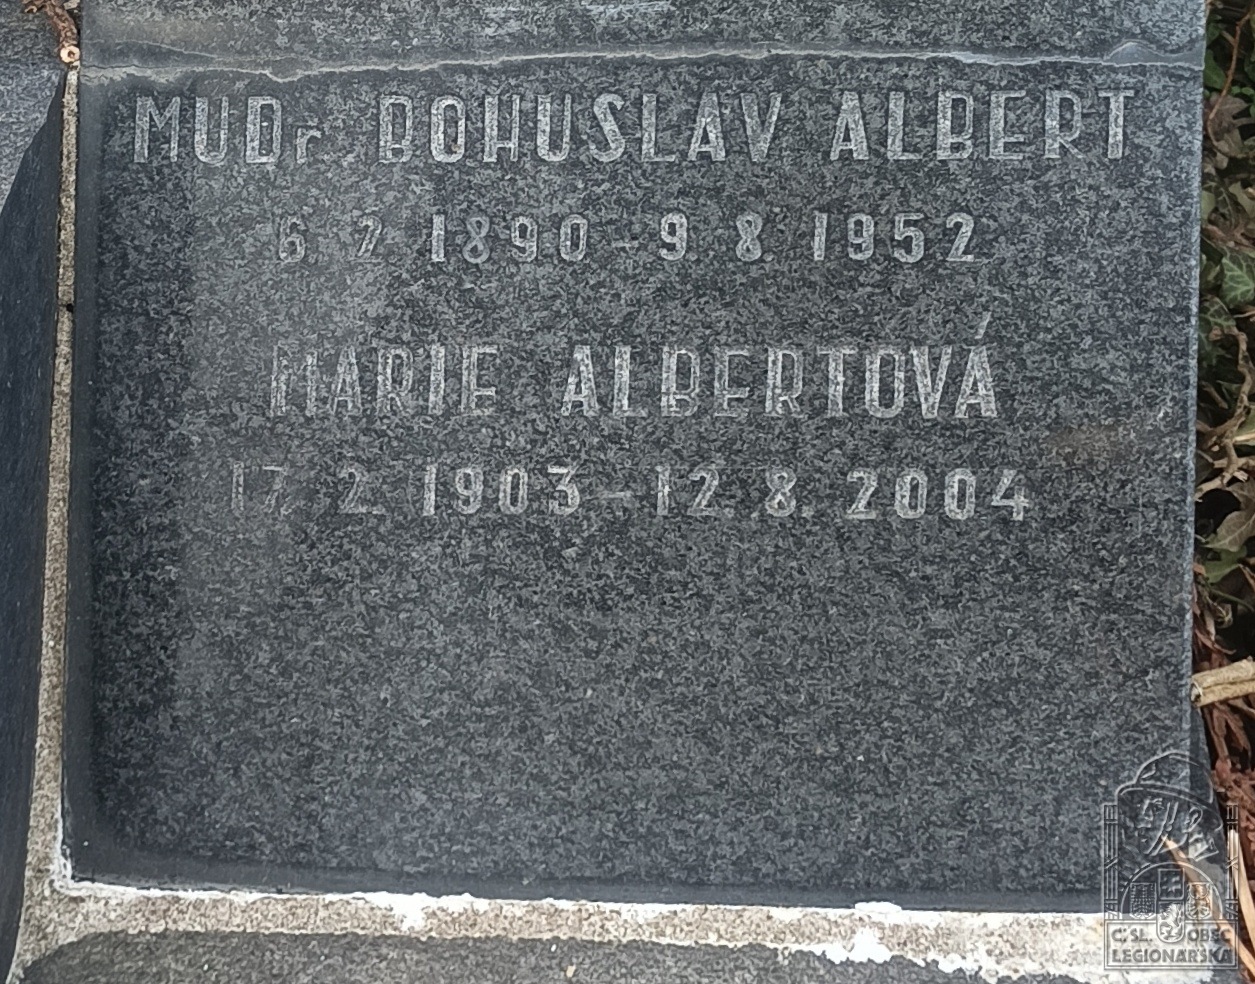 MUDr BOHUSLAV ALBERT
6. 2 1890 - 9. 8. 1952
MARIE ALBERTOVÁ
17. 2. 1903 - 12. 8. 2004
Č. SL. OBEC
LEGIONÁŘSKÁ